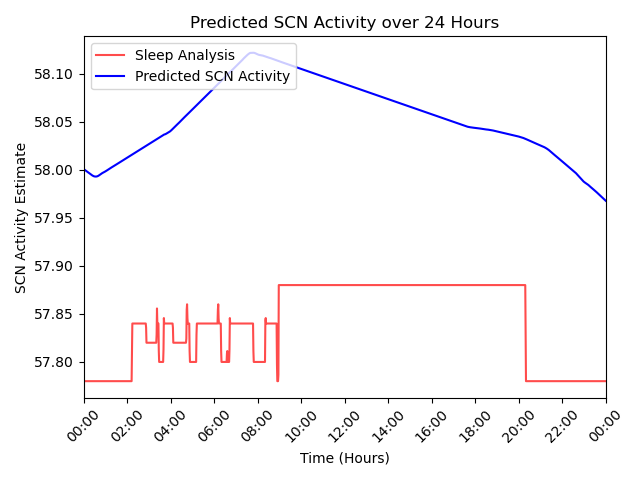 Predicted SCN Activity over 24 Hours
Sleep Analysis
Predicted SCN Activity
SCN Activity Estimate
58.10
58.05
58.00
57.95
57.90
57.85
57.80
00:00 02:00 04:00 06:00 08:00 10:00 12:00 14:00 16:00 18:00 20:00 22:00 00:00
Time (Hours)